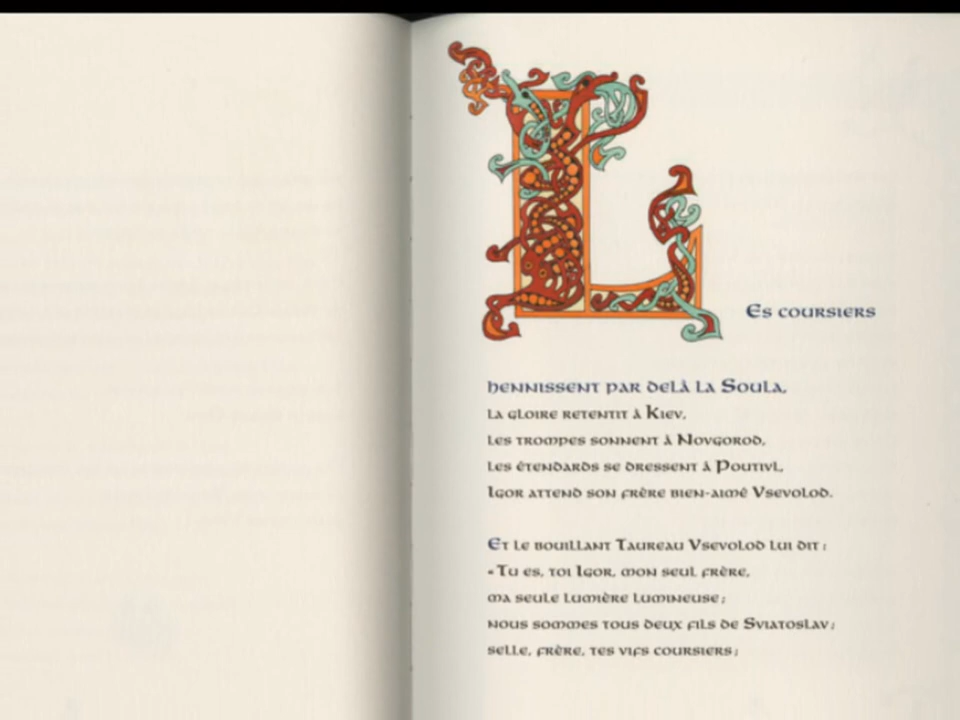 Les coursiers
hennissent par delà la Soula,
la gloire retentit à Kiev,
les trompes sonnent à Novgorod,
les étendards se dressent à Poutivl,
Igor attend son frère bien-aimé Vsevolod.
Et le bouillant Taureau Vsevolod lui dit :
« Tu es, toi Igor, mon seul frère,
ma seule lumière lumineuse ;
nous sommes tous deux fils de Sviatoslav ;
selle, frère, tes vifs coursiers ;